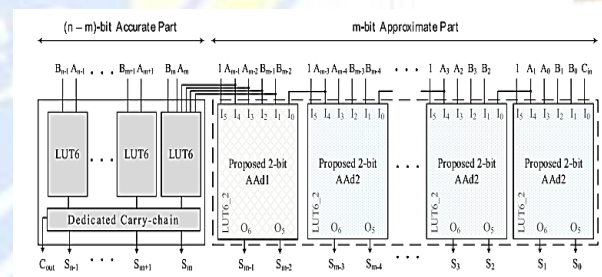 (n – m)-bit Accurate Part m-bit Approximate Part
Bn-1 An-1 . . . Bm+1 Am+1 Bm Am 1 Am-1 Am-2 Bm-1 Bm-2 1 Am-3 Am-4 Bm-3 Bm-4 . . . 1 A3 A2 B3 B2 1 A1 A0 B1 B0 Cin
I5 I4 I3 I2 I1 I0 I5 I4 I3 I2 I1 I0 I5 I4 I3 I2 I1 I0 I5 I4 I3 I2 I1 I0
LUT6 . . . LUT6 LUT6 Proposed 2-bit Proposed 2-bit . . . Proposed 2-bit Proposed 2-bit
AAd1 AAd2 AAd2 AAd2
LUT6_2 LUT6_2 LUT6_2 LUT6_2
Dedicated Carry-chain O6 O5 O6 O5 O6 O5 O6 O5
Cout Sn-1 . . . Sm+1 Sm Sm-1 Sm-2 Sm-3 Sm-4 . . . S3 S2 S1 S0